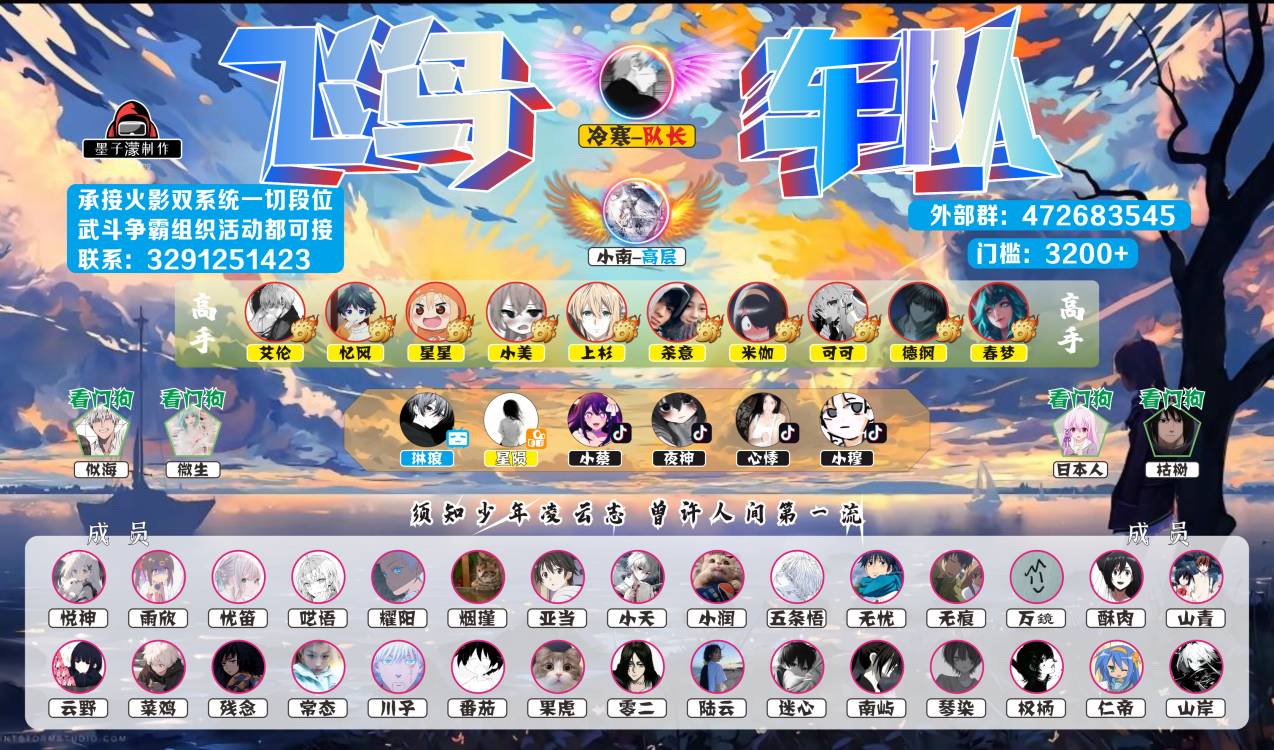 飞鸟 车队
墨子濛制作
冷寒-队长
承接火影双系统一切段位
武斗争霸组织活动都可接
联系：3291251423
小南-高层
外部群：472683545
门槛：3200+
高手
艾伦 忆风 星星 小美 上杉 杀意 米伽 可可 德纲 春梦
高手
看门狗 看门狗
似海 微生
琳琅 星陨 小蔡 夜神 心悸 小穆
看门狗 看门狗
日本人 枯树
须知少年凌云志 曾许人间第一流
成员 成员
悦神 雨欣 忧笛 呓语 耀阳 烟瑾 亚当 小天 小润 五条悟 无忧 无痕 万镜 酥肉 山青
云野 菜鸡 残念 常态 川子 番茄 果虎 零二 陆云 迷心 南屿 琴染 权柄 仁帝 山岸